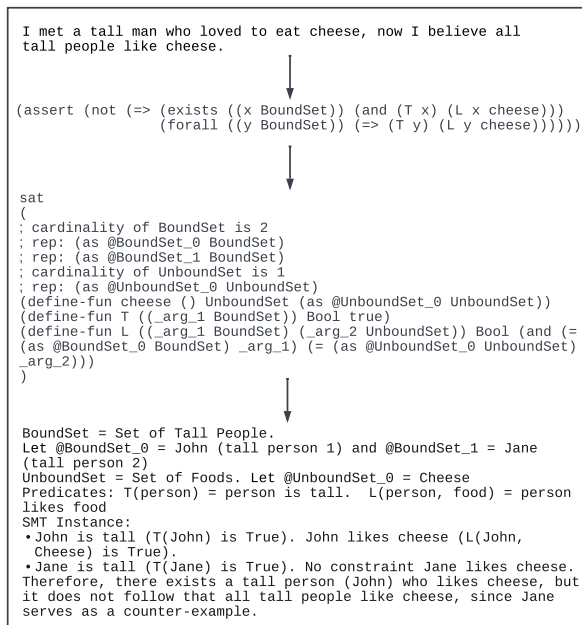 I met a tall man who loved to eat cheese, now I believe all
tall people like cheese.
(assert (not (=> (exists ((x BoundSet)) (and (T x) (L x cheese)))
(forall ((y BoundSet)) (=> (T y) (L y cheese))))))
sat
(
; cardinality of BoundSet is 2
; rep: (as @BoundSet_0 BoundSet)
; rep: (as @BoundSet_1 BoundSet)
; cardinality of UnboundSet is 1
; rep: (as @UnboundSet_0 UnboundSet)
(define-fun cheese () UnboundSet (as @UnboundSet_0 UnboundSet))
(define-fun T ((_arg_1 BoundSet)) Bool true)
(define-fun L ((_arg_1 BoundSet) (_arg_2 UnboundSet)) Bool (and (=
(as @BoundSet_0 BoundSet) _arg_1) (= (as @UnboundSet_0 UnboundSet)
_arg_2)))
)
BoundSet = Set of Tall People.
Let @BoundSet_0 = John (tall person 1) and @BoundSet_1 = Jane
(tall person 2)
UnboundSet = Set of Foods. Let @UnboundSet_0 = Cheese
Predicates: T(person) = person is tall.  L(person, food) = person
likes food
SMT Instance:
• John is tall (T(John) is True). John likes cheese (L(John,
Cheese) is True).
• Jane is tall (T(Jane) is True). No constraint Jane likes cheese.
Therefore, there exists a tall person (John) who likes cheese, but
it does not follow that all tall people like cheese, since Jane
serves as a counter-example.